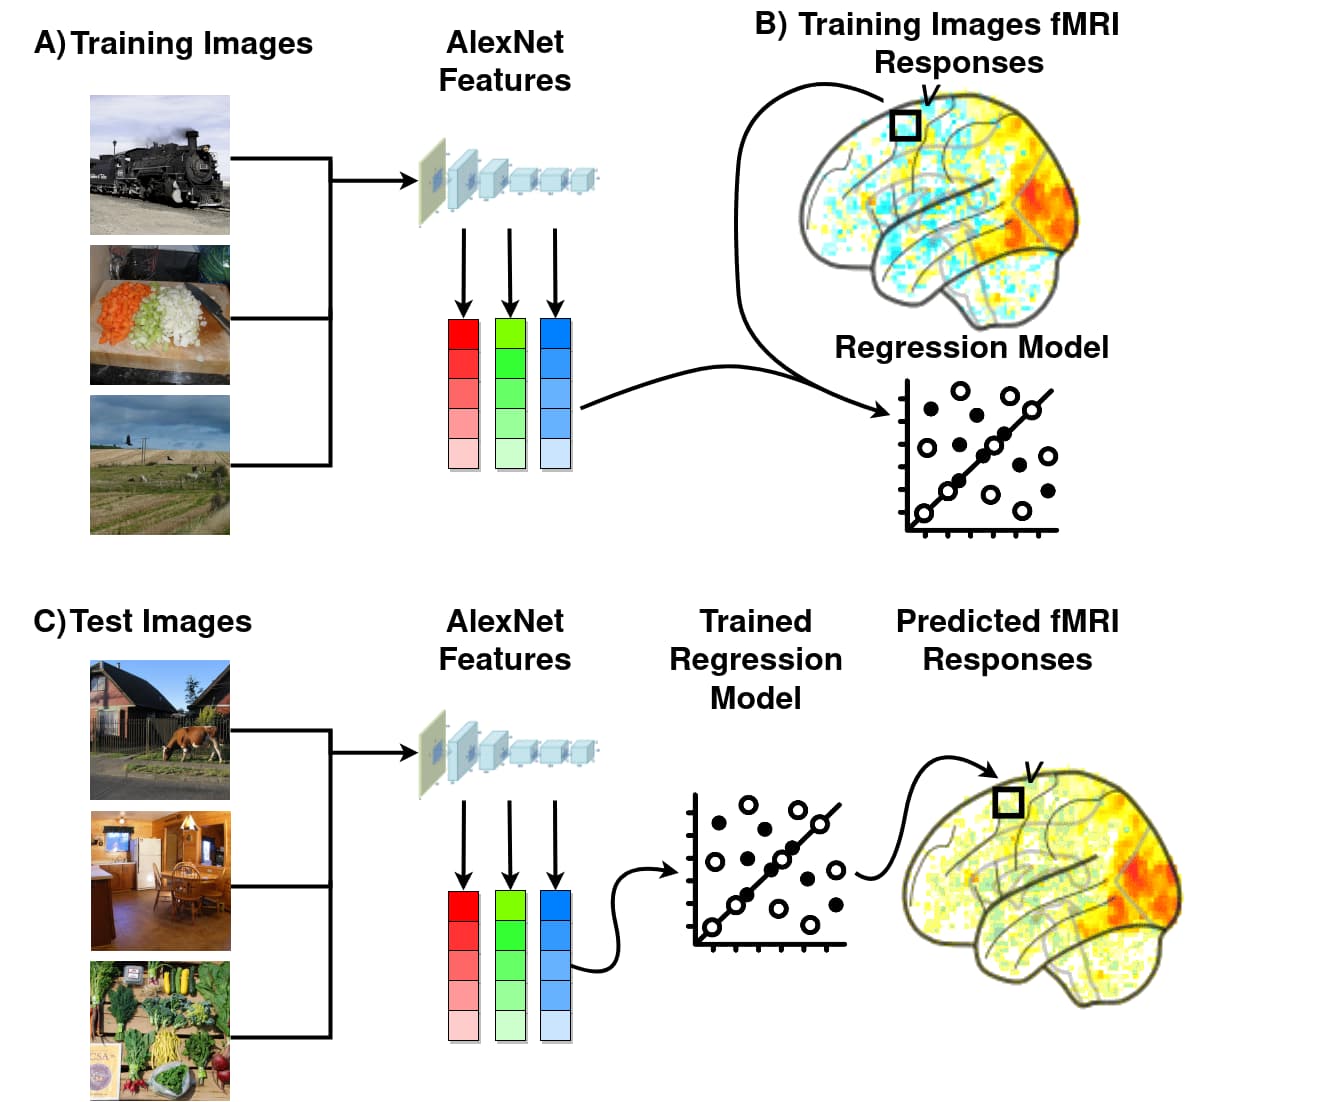 A) Training Images
AlexNet
Features
B) Training Images fMRI
Responses
V
Regression Model
C) Test Images
AlexNet
Features
Trained
Regression
Model
Predicted fMRI
Responses
V
CSA